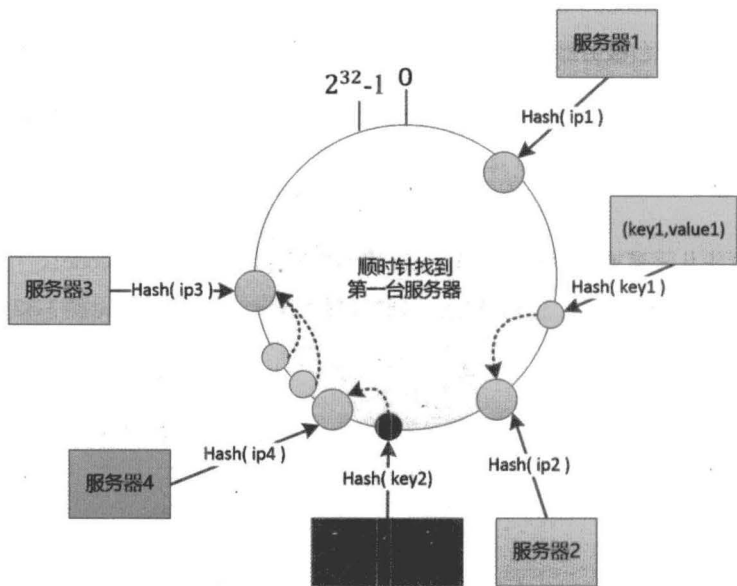 服务器1
2³²-1 0
Hash( ip1 )
(key1,value1)
顺时针找到
第一台服务器
服务器3
Hash( ip3 )
Hash( key1 )
Hash( ip4 )
服务器4
Hash( key2)
Hash( ip2 )
服务器2